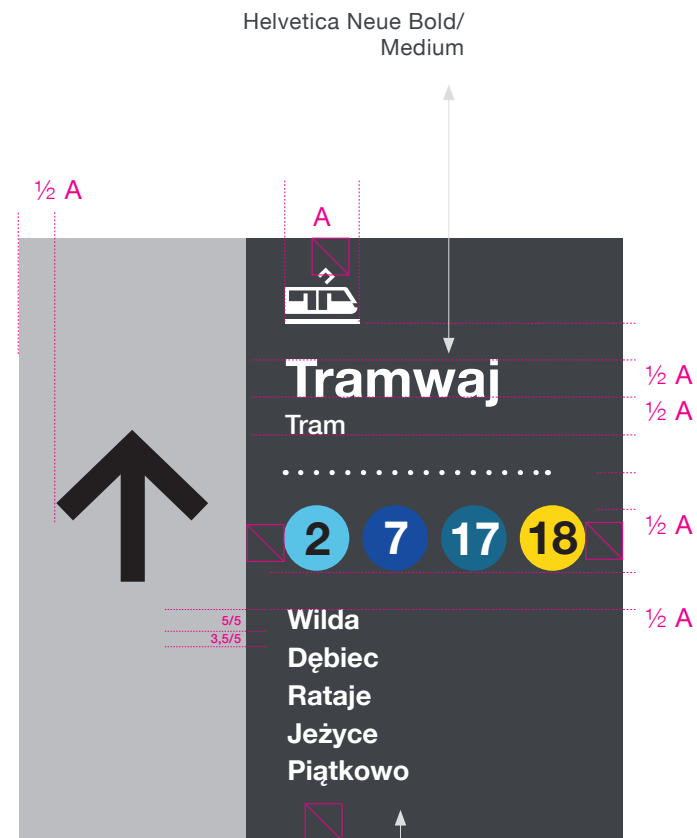 Helvetica Neue Bold/
Medium
½ A
A
Tramwaj
½ A
½ A
Tram
2 7 17 18
½ A
5/5
3,5/5
Wilda
½ A
Dębiec
Rataje
Jeżyce
Piątkowo